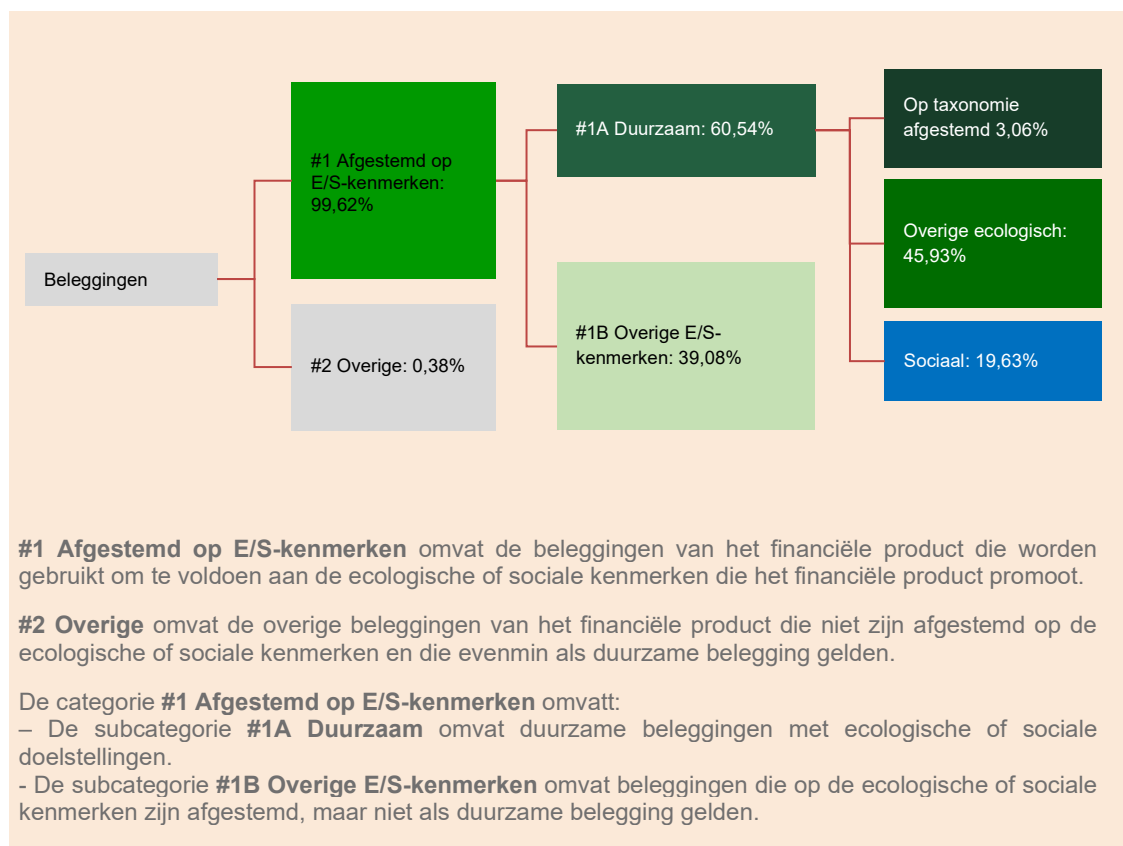 Beleggingen
#1 Afgestemd op
E/S-kenmerken:
99,62%
#2 Overige: 0,38%
#1A Duurzaam: 60,54%
#1B Overige E/S-
kenmerken: 39,08%
Op taxonomie
afgestemd 3,06%
Overige ecologisch:
45,93%
Sociaal: 19,63%
#1 Afgestemd op E/S-kenmerken omvat de beleggingen van het financiële product die worden
gebruikt om te voldoen aan de ecologische of sociale kenmerken die het financiële product promoot.
#2 Overige omvat de overige beleggingen van het financiële product die niet zijn afgestemd op de
ecologische of sociale kenmerken en die evenmin als duurzame belegging gelden.
De categorie #1 Afgestemd op E/S-kenmerken omvatt:
– De subcategorie #1A Duurzaam omvat duurzame beleggingen met ecologische of sociale
doelstellingen.
- De subcategorie #1B Overige E/S-kenmerken omvat beleggingen die op de ecologische of sociale
kenmerken zijn afgestemd, maar niet als duurzame belegging gelden.